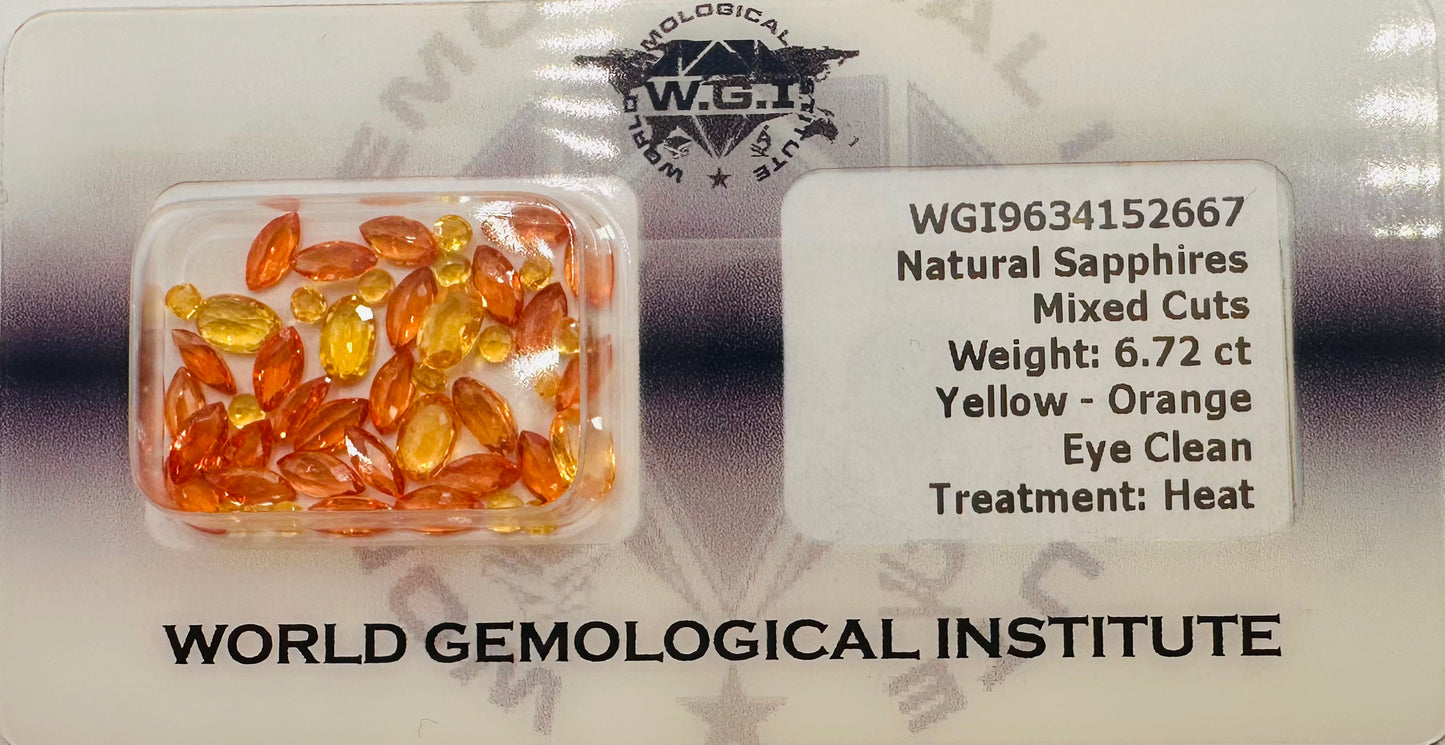 WORLD GEMOLOGICAL INSTITUTE
W.G.I
WGI9634152667
Natural Sapphires
Mixed Cuts
Weight: 6.72 ct
Yellow - Orange
Eye Clean
Treatment: Heat
WORLD GEMOLOGICAL INSTITUTE